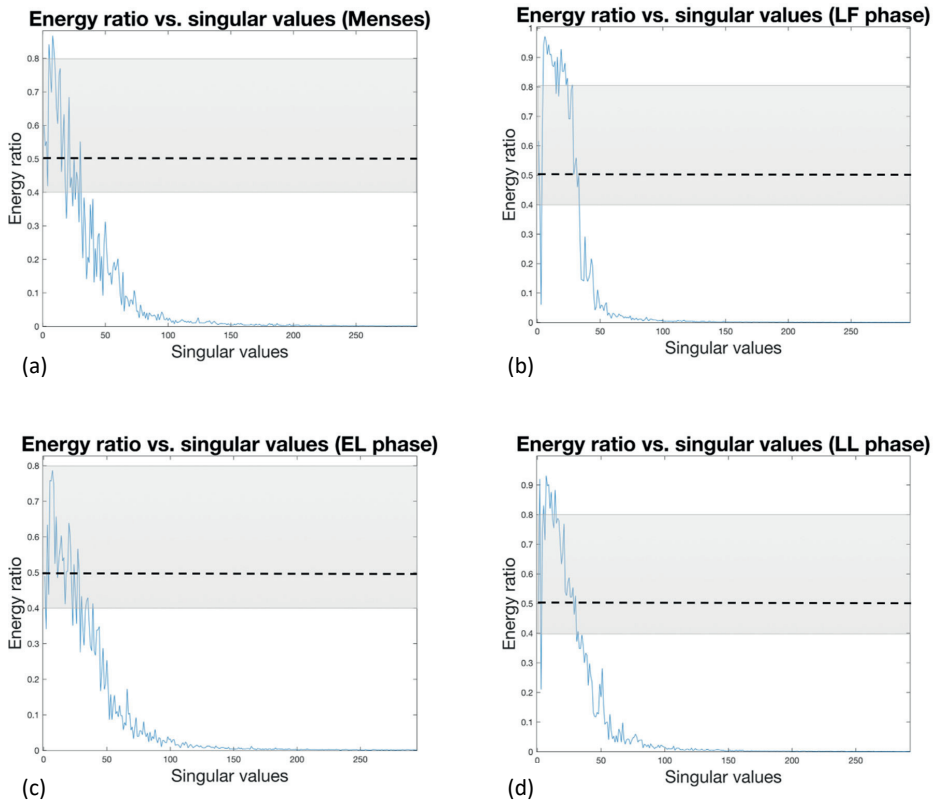 Energy ratio vs. singular values (Menses)
0.8
0.7
0.6
0.5
0.4
0.3
0.2
0.1
0
Energy ratio
0 50 100 150 200 250
Singular values
(a)
Energy ratio vs. singular values (LF phase)
1
0.9
0.8
0.7
0.6
0.5
0.4
0.3
0.2
0.1
0
Energy ratio
0 50 100 150 200 250
Singular values
(b)
Energy ratio vs. singular values (EL phase)
0.8
0.7
0.6
0.5
0.4
0.3
0.2
0.1
0
Energy ratio
0 50 100 150 200 250
Singular values
(c)
Energy ratio vs. singular values (LL phase)
0.9
0.8
0.7
0.6
0.5
0.4
0.3
0.2
0.1
0
Energy ratio
0 50 100 150 200 250
Singular values
(d)